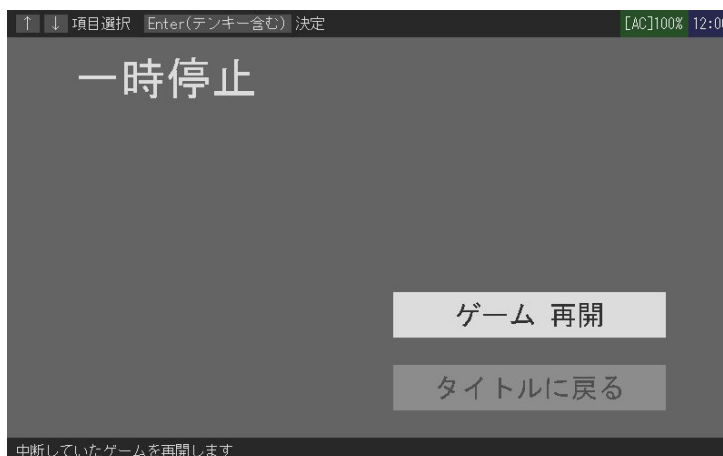 ↑ ↓ 項目選択 Enter(テンキー含む) 決定 [AC]100% 12:0
一時停止
ゲーム 再開
タイトルに戻る
中断していたゲームを再開します